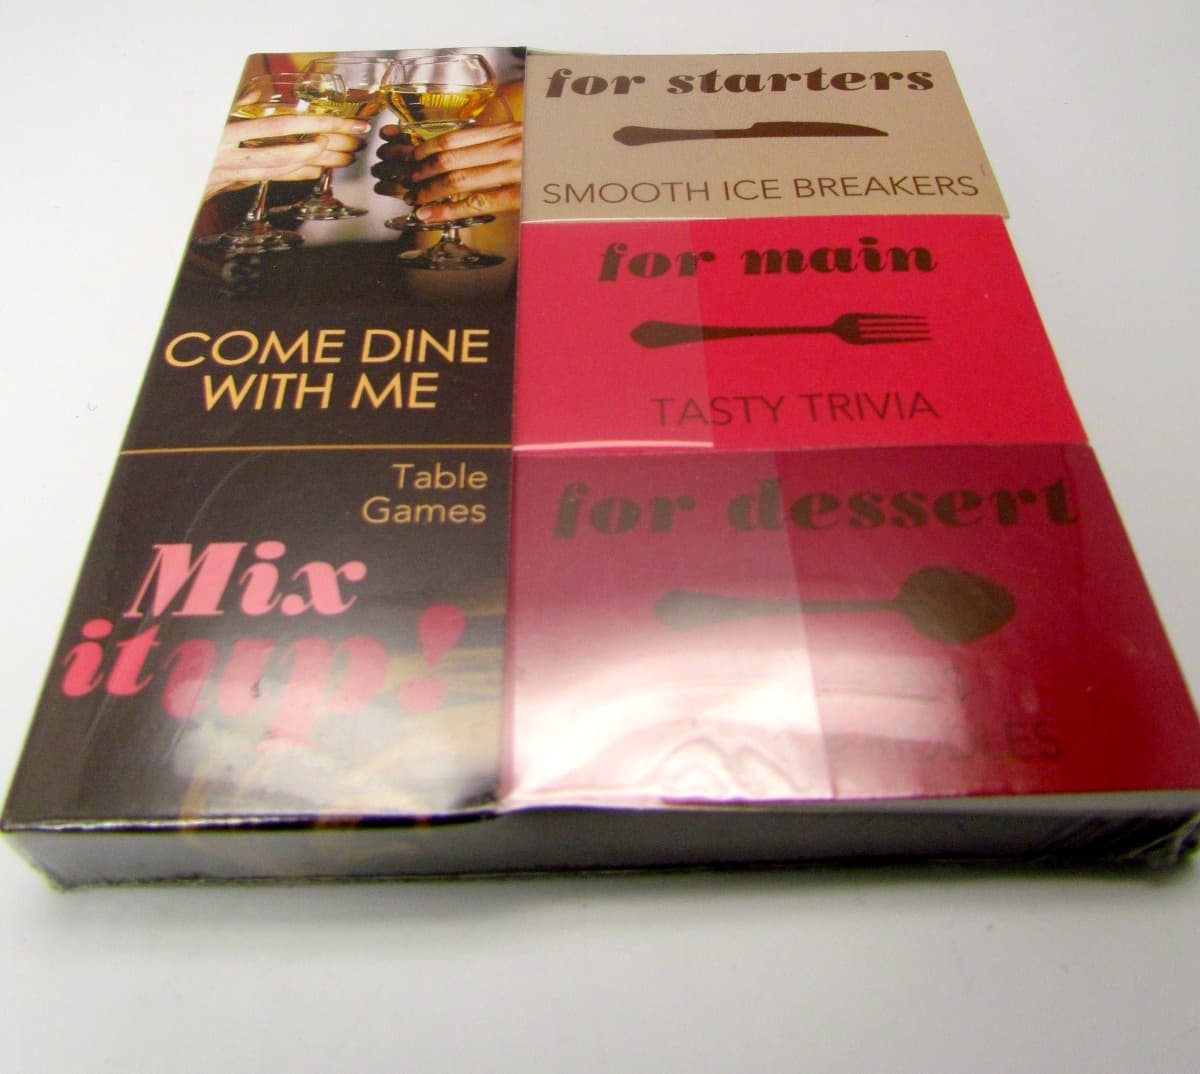 COME DINE
WITH ME
Table
Games
Mix
it up!
for starters
SMOOTH ICE BREAKERS
for main
TASTY TRIVIA
for dessert
RIDDLES